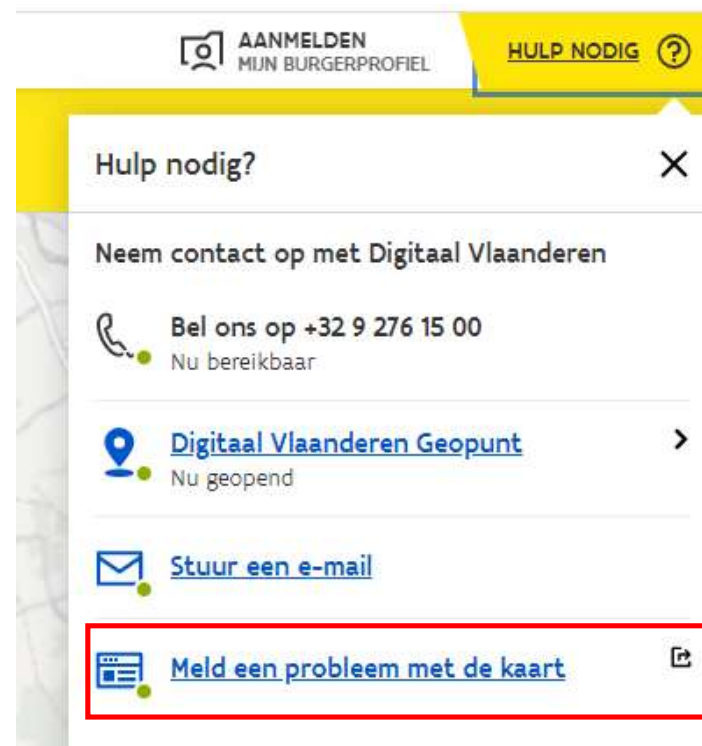 AANMELDEN
MIJN BURGERPROFIEL
HULP NODIG
Hulp nodig?
Neem contact op met Digitaal Vlaanderen
Bel ons op +32 9 276 15 00
Nu bereikbaar
Digitaal Vlaanderen Geopunt
Nu geopend
Stuur een e-mail
Meld een probleem met de kaart